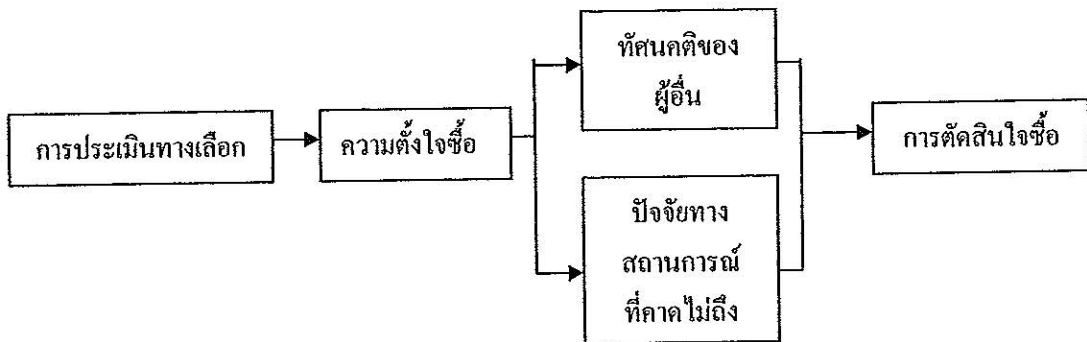 การประเมินทางเลือก
ความตั้งใจซื้อ
ทัศนคติของ
ผู้อื่น
ปัจจัยทาง
สถานการณ์
ที่คาดไม่ถึง
การตัดสินใจซื้อ